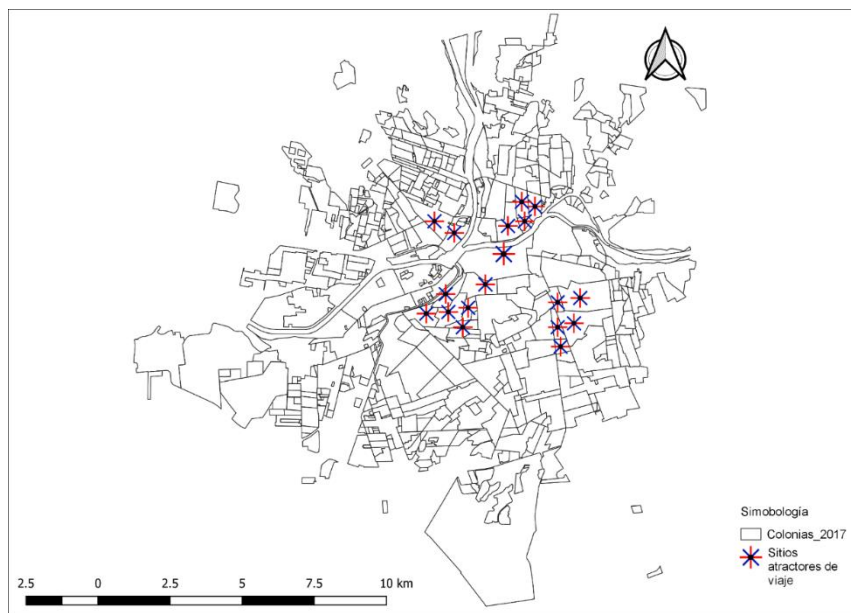 Simobología
Colonias_2017
Sitios
atractores de
viaje
2.5 0 2.5 5 7.5 10 km